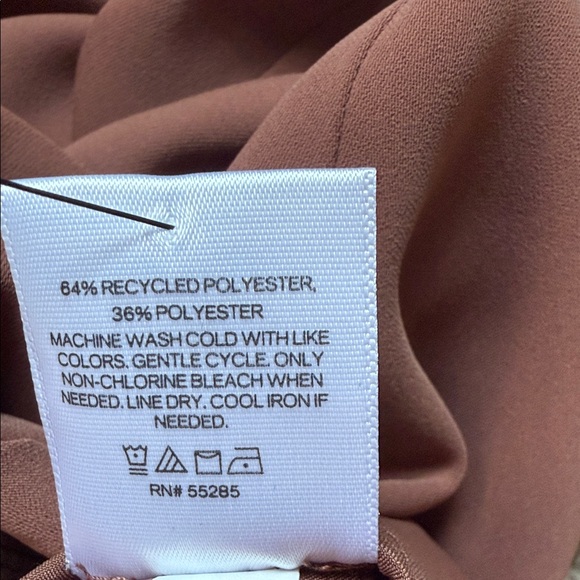 64% RECYCLED POLYESTER,
36% POLYESTER
MACHINE WASH COLD WITH LIKE
COLORS. GENTLE CYCLE. ONLY
NON-CHLORINE BLEACH WHEN
NEEDED. LINE DRY. COOL IRON IF
NEEDED.
RN# 55285